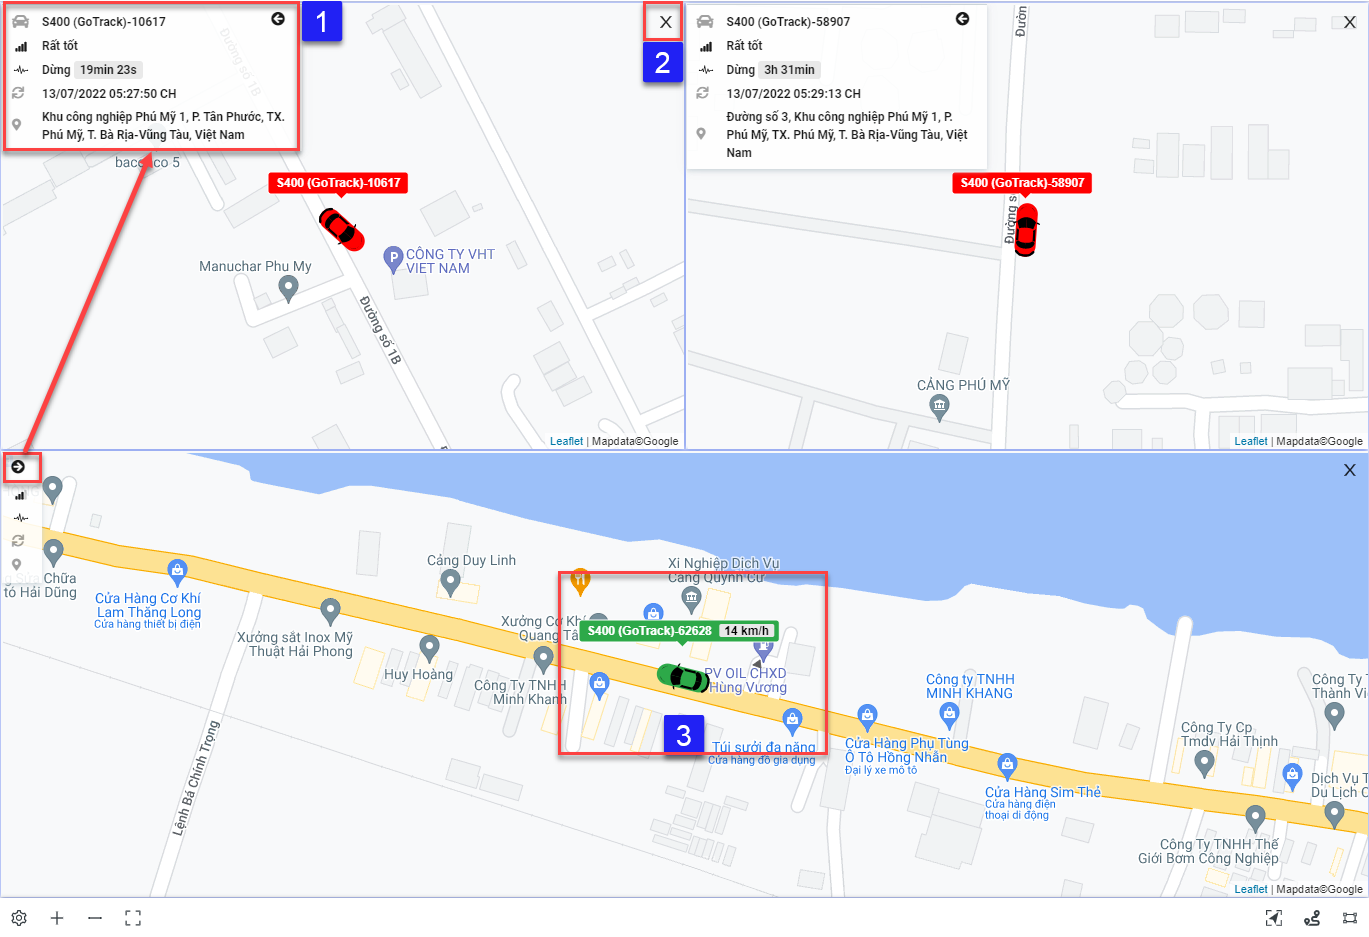 S400 (GoTrack)-10617
Rất tốt
Dừng 19min 23s
13/07/2022 05:27:50 CH
Khu công nghiệp Phú Mỹ 1, P. Tân Phước, TX.
Phú Mỹ, T. Bà Rịa-Vũng Tàu, Việt Nam
1
X
2
Đường số 1B
S400 (GoTrack)-10617
P
CÔNG TY VHT
VIET NAM
Manuchar Phu My
Đường số 1B
Leaflet | Mapdata©Google
S400 (GoTrack)-58907
Rất tốt
Dừng 3h 31min
13/07/2022 05:29:13 CH
Đường số 3, Khu công nghiệp Phú Mỹ 1, P.
Phú Mỹ, TX. Phú Mỹ, T. Bà Rịa-Vũng Tàu, Việt
Nam
X
S400 (GoTrack)-58907
CẢNG PHÚ MỸ
Leaflet | Mapdata©Google
X
Chữa
tô Hải Dũng
Cửa Hàng Cơ Khí
Lam Thăng Long
Cửa hàng thiết bị điện
Xưởng sắt Inox Mỹ
Thuật Hải Phong
Cảng Duy Linh
Huy Hoàng
Xưởng Cơ Khí
Quang
Công Ty TNHH
Minh Khanh
Xi Nghiệp Dịch Vụ
Cảng Quỳnh Cư
S400 (GoTrack)-62628 14 km/h
PV OIL CHXD
Hùng Vương
3
Túi sưởi đa năng
Cửa hàng đồ gia dụng
Cửa Hàng Phụ Tùng
Ô Tô Hồng Nhẫn
Đại lý xe mô tô
Công ty TNHH
MINH KHANG
Cửa Hàng Sim Thẻ
Cửa hàng điện
thoại di động
Công Ty Cp
Tmdv Hải Thịnh
Công Ty T
Thành Vi
Dịch Vụ T
Du Lịch C
Công Ty TNHH Thế
Giới Bơm Công Nghiệp
Lệnh Bá Chính Trọng
Leaflet | Mapdata©Google